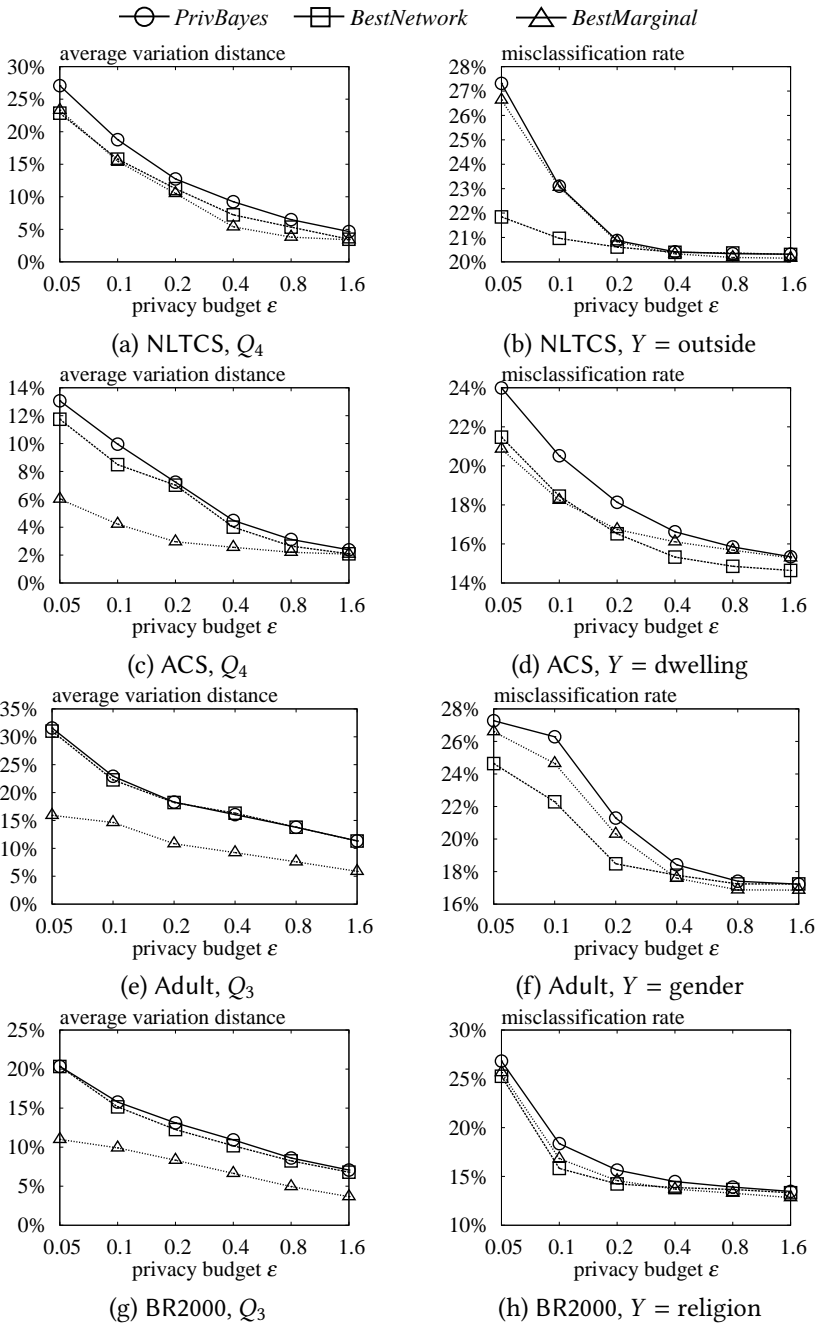 PrivBayes BestNetwork BestMarginal
average variation distance
30%
25%
20%
15%
10%
5%
0%
0.05 0.1 0.2 0.4 0.8 1.6
privacy budget ε
(a) NLTCS, Q4
misclassification rate
28%
27%
26%
25%
24%
23%
22%
21%
20%
0.05 0.1 0.2 0.4 0.8 1.6
privacy budget ε
(b) NLTCS, Y = outside
average variation distance
14%
12%
10%
8%
6%
4%
2%
0%
0.05 0.1 0.2 0.4 0.8 1.6
privacy budget ε
(c) ACS, Q4
misclassification rate
24%
22%
20%
18%
16%
14%
0.05 0.1 0.2 0.4 0.8 1.6
privacy budget ε
(d) ACS, Y = dwelling
average variation distance
35%
30%
25%
20%
15%
10%
5%
0%
0.05 0.1 0.2 0.4 0.8 1.6
privacy budget ε
(e) Adult, Q3
misclassification rate
28%
26%
24%
22%
20%
18%
16%
0.05 0.1 0.2 0.4 0.8 1.6
privacy budget ε
(f) Adult, Y = gender
average variation distance
25%
20%
15%
10%
5%
0%
0.05 0.1 0.2 0.4 0.8 1.6
privacy budget ε
(g) BR2000, Q3
misclassification rate
30%
25%
20%
15%
10%
0.05 0.1 0.2 0.4 0.8 1.6
privacy budget ε
(h) BR2000, Y = religion